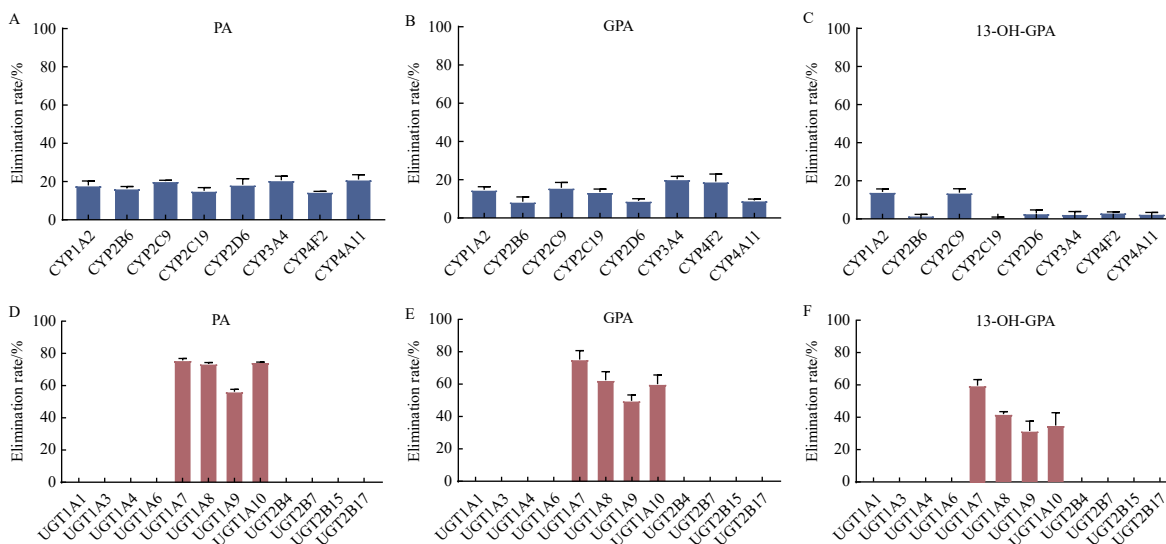 A
PA
Elimination rate/%
100
80
60
40
20
0
CYP1A2
CYP2B6
CYP2C9
CYP2C19
CYP2D6
CYP3A4
CYP4F2
CYP4A11
B
GPA
Elimination rate/%
100
80
60
40
20
0
CYP1A2
CYP2B6
CYP2C9
CYP2C19
CYP2D6
CYP3A4
CYP4F2
CYP4A11
C
13-OH-GPA
Elimination rate/%
100
80
60
40
20
0
CYP1A2
CYP2B6
CYP2C9
CYP2C19
CYP2D6
CYP3A4
CYP4F2
CYP4A11
D
PA
Elimination rate/%
100
80
60
40
20
0
UGT1A1
UGT1A3
UGT1A4
UGT1A6
UGT1A7
UGT1A8
UGT1A9
UGT1A10
UGT2B4
UGT2B7
UGT2B15
UGT2B17
E
GPA
Elimination rate/%
100
80
60
40
20
0
UGT1A1
UGT1A3
UGT1A4
UGT1A6
UGT1A7
UGT1A8
UGT1A9
UGT1A10
UGT2B4
UGT2B7
UGT2B15
UGT2B17
F
13-OH-GPA
Elimination rate/%
100
80
60
40
20
0
UGT1A1
UGT1A3
UGT1A4
UGT1A6
UGT1A7
UGT1A8
UGT1A9
UGT1A10
UGT2B4
UGT2B7
UGT2B15
UGT2B17